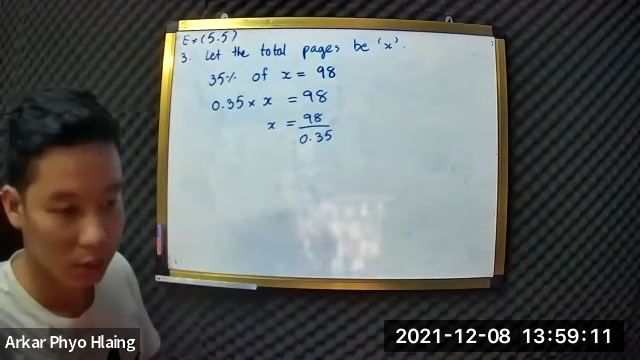 Ex (5.5)
3. Let the total pages be 'x'.
35% of x = 98
0.35 × x = 98
x = 98 / 0.35
Arkar Phyo Hlaing
2021-12-08 13:59:11